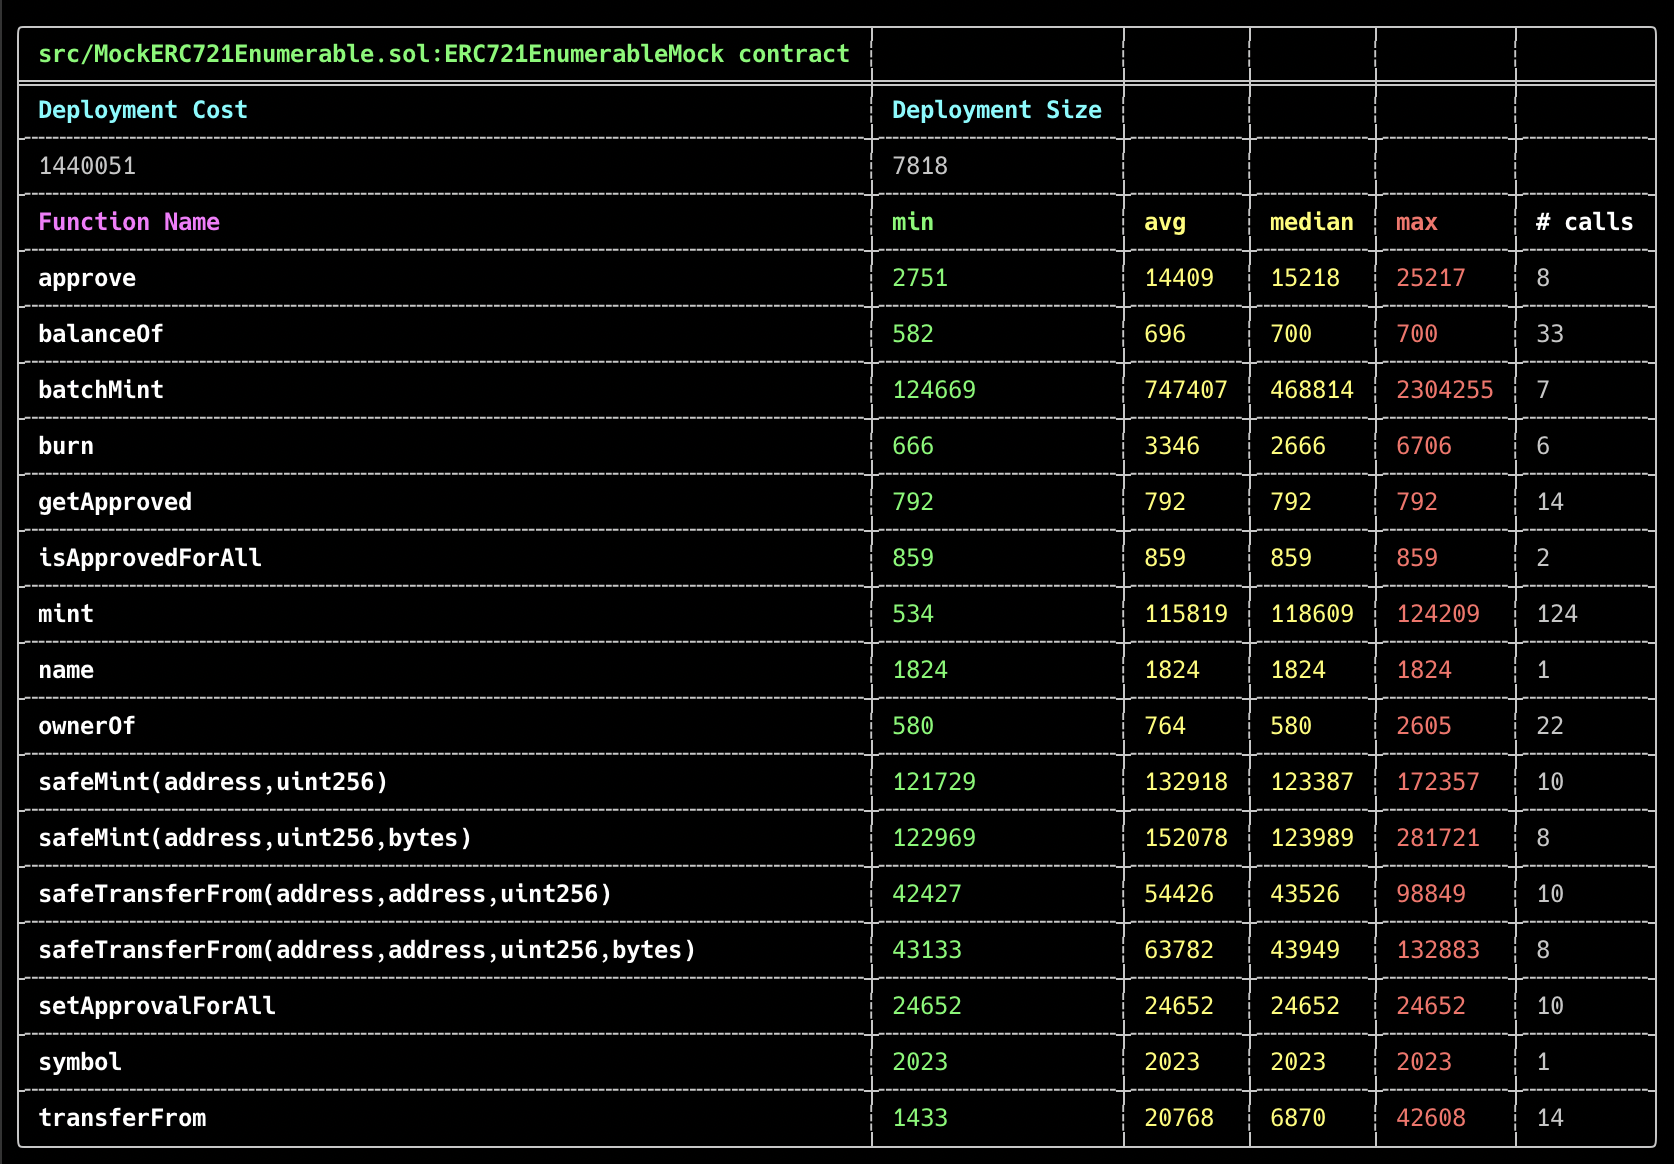 src/MockERC721Enumerable.sol:ERC721EnumerableMock contract
Deployment Cost Deployment Size
1440051 7818
Function Name min avg median max # calls
approve 2751 14409 15218 25217 8
balanceOf 582 696 700 700 33
batchMint 124669 747407 468814 2304255 7
burn 666 3346 2666 6706 6
getApproved 792 792 792 792 14
isApprovedForAll 859 859 859 859 2
mint 534 115819 118609 124209 124
name 1824 1824 1824 1824 1
ownerOf 580 764 580 2605 22
safeMint(address,uint256) 121729 132918 123387 172357 10
safeMint(address,uint256,bytes) 122969 152078 123989 281721 8
safeTransferFrom(address,address,uint256) 42427 54426 43526 98849 10
safeTransferFrom(address,address,uint256,bytes) 43133 63782 43949 132883 8
setApprovalForAll 24652 24652 24652 24652 10
symbol 2023 2023 2023 2023 1
transferFrom 1433 20768 6870 42608 14